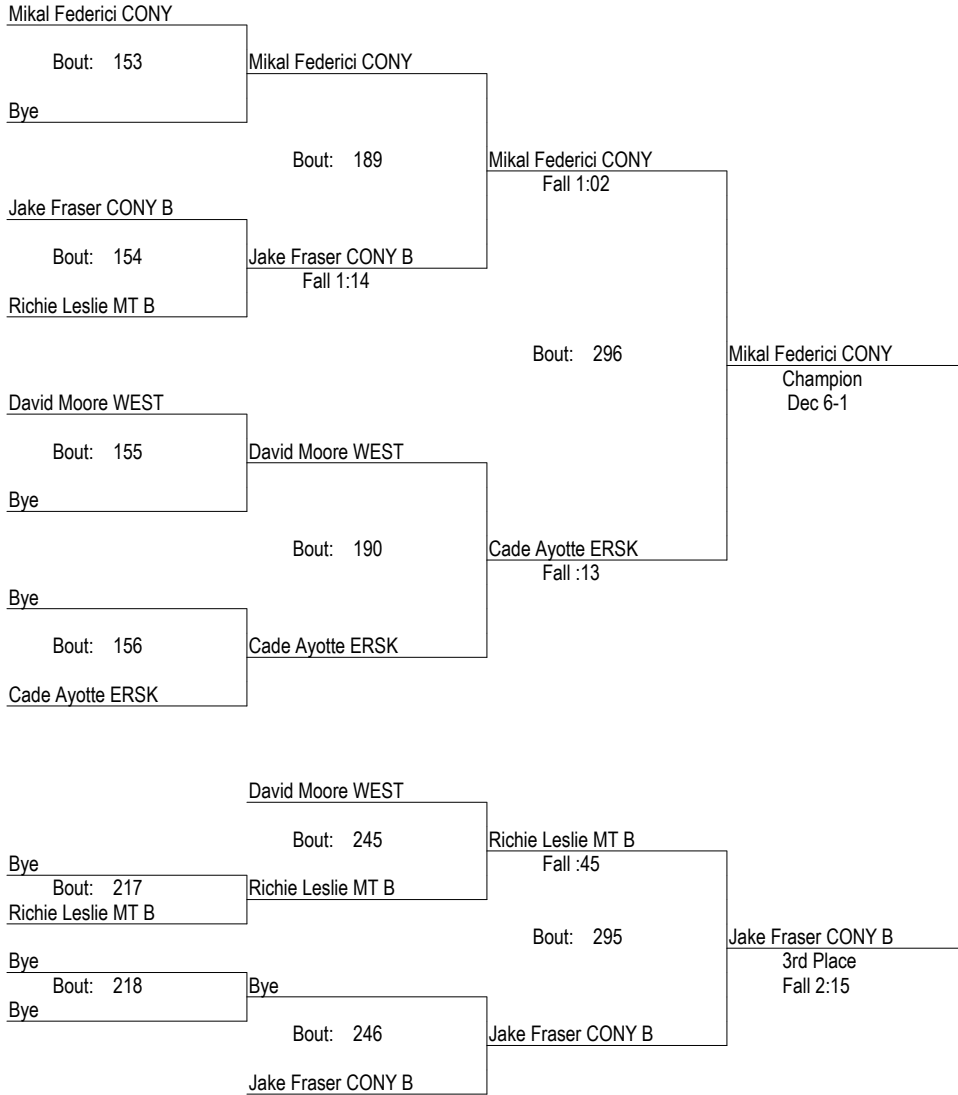 Mikal Federici CONY
Bout: 153 Mikal Federici CONY
Bye
Bout: 189 Mikal Federici CONY
Fall 1:02
Jake Fraser CONY B
Bout: 154 Jake Fraser CONY B
Fall 1:14
Richie Leslie MT B
Bout: 296 Mikal Federici CONY
Champion
Dec 6-1
David Moore WEST
Bout: 155 David Moore WEST
Bye
Bout: 190 Cade Ayotte ERSK
Fall :13
Bye
Bout: 156 Cade Ayotte ERSK
Cade Ayotte ERSK
David Moore WEST
Bout: 245 Richie Leslie MT B
Fall :45
Bye
Bout: 217 Richie Leslie MT B
Richie Leslie MT B
Bout: 295 Jake Fraser CONY B
3rd Place
Fall 2:15
Bye
Bout: 218 Bye
Bye
Bout: 246 Jake Fraser CONY B
Jake Fraser CONY B